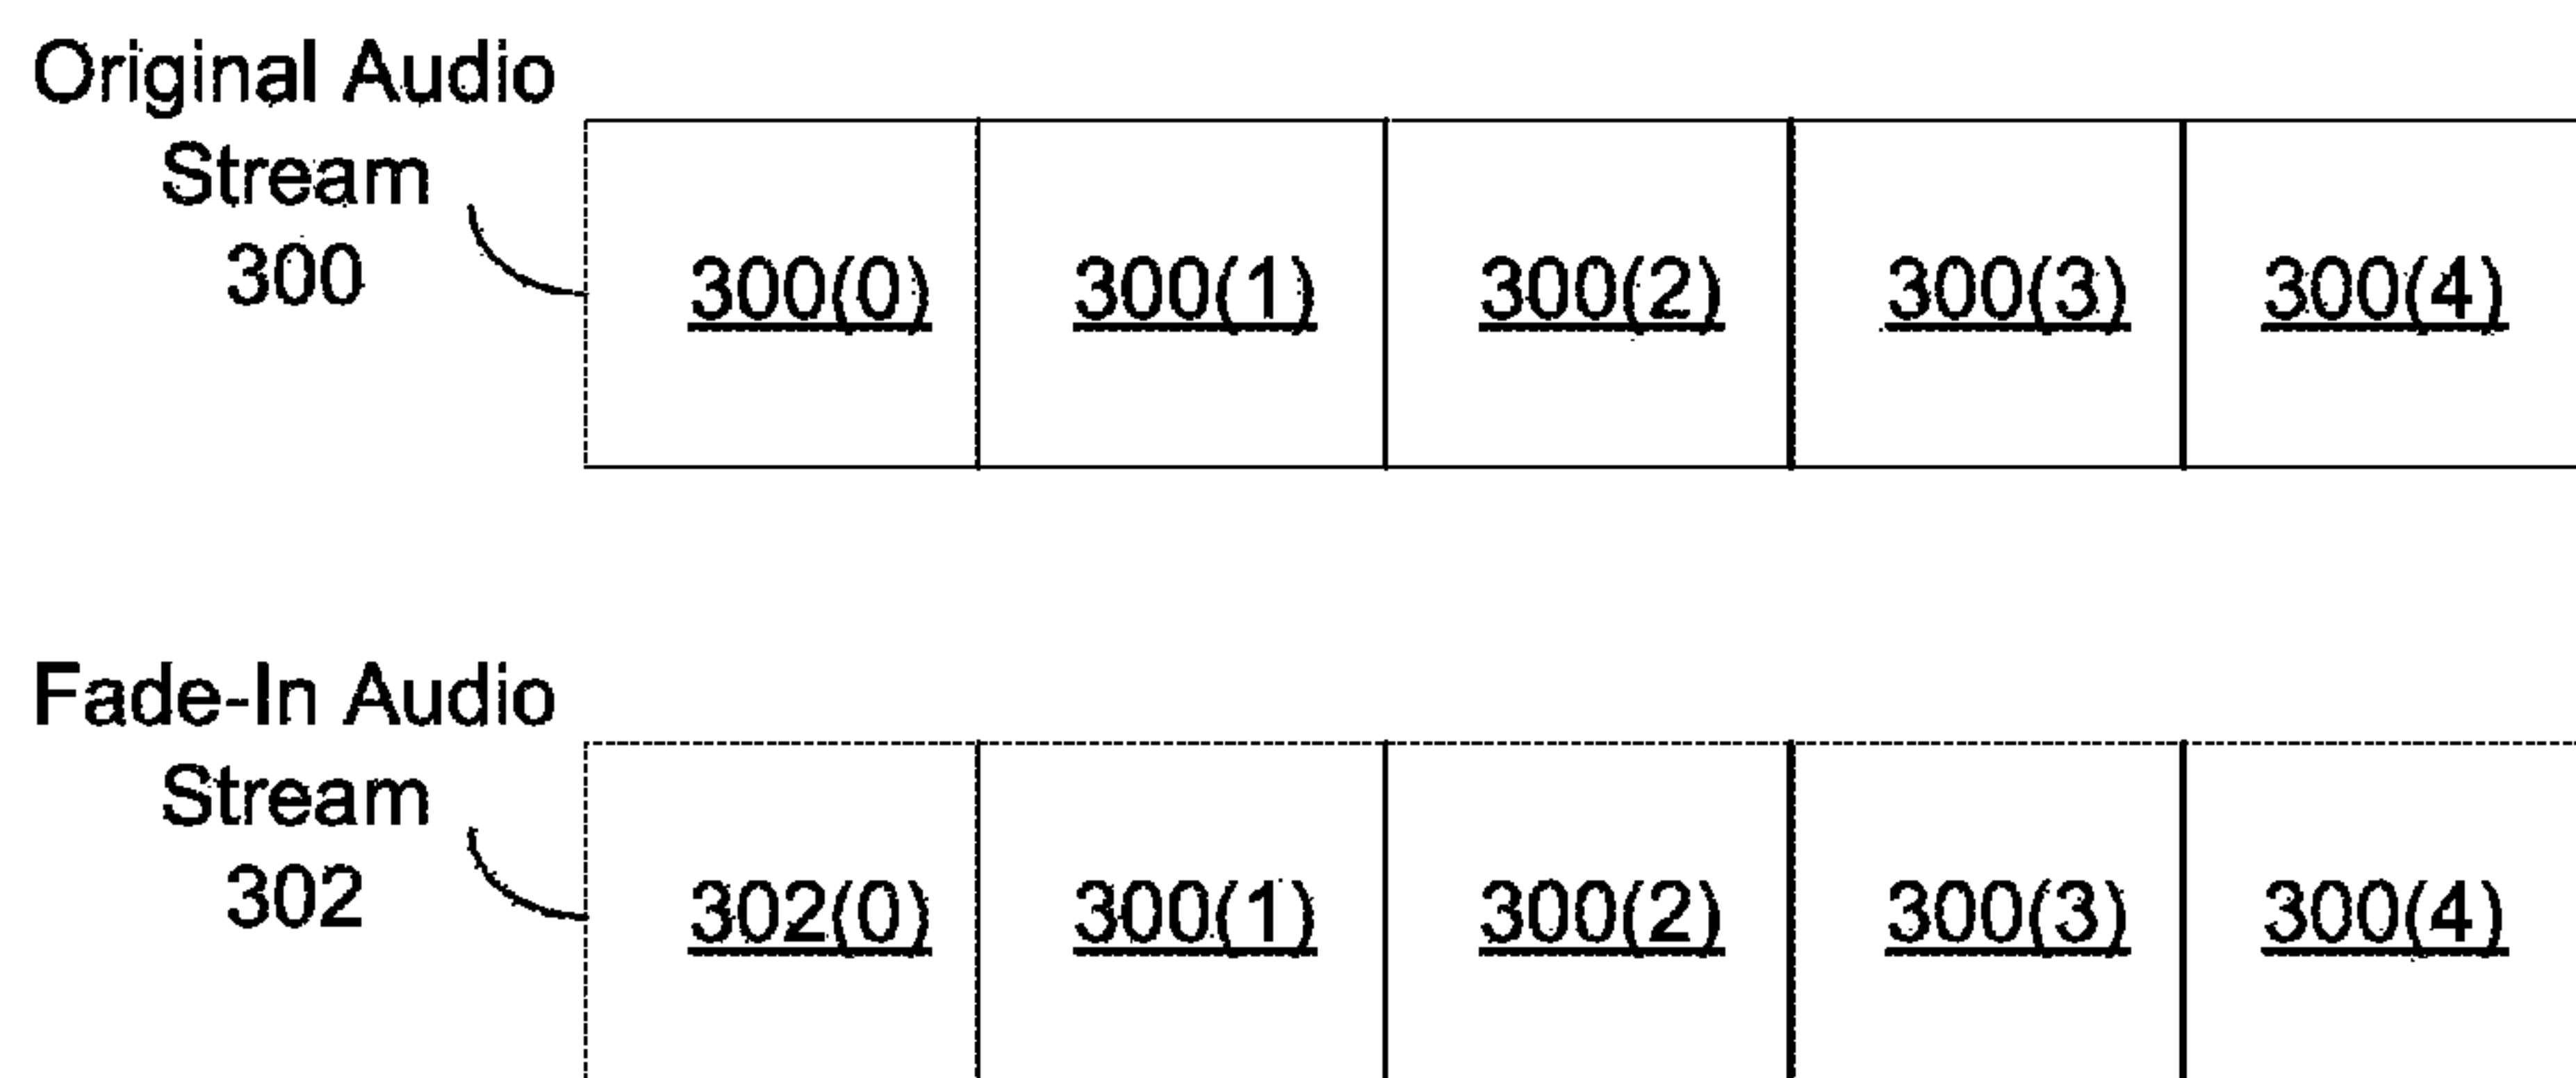 Original Audio
Stream
300
300(0) 300(1) 300(2) 300(3) 300(4)
Fade-In Audio
Stream
302
302(0) 300(1) 300(2) 300(3) 300(4)